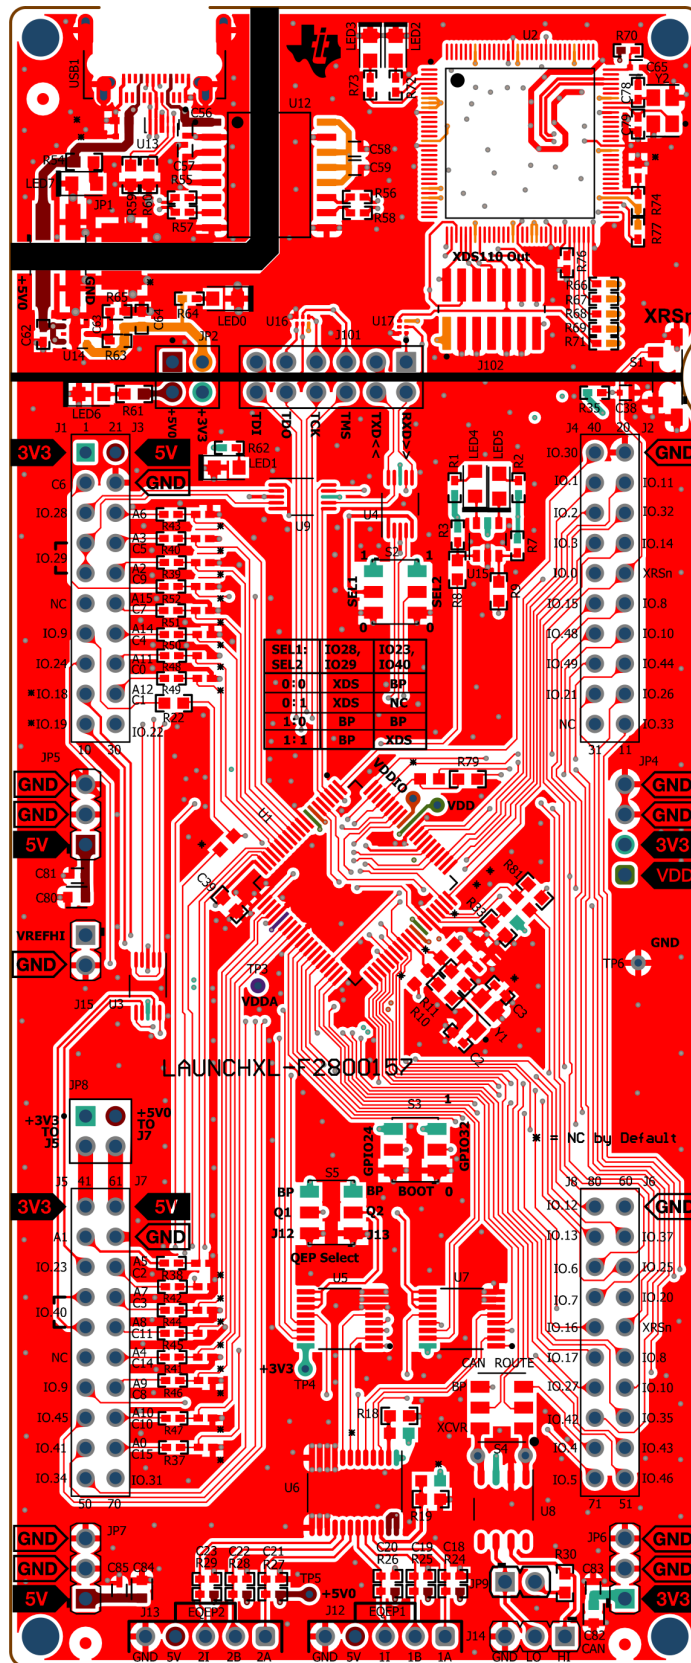 LED3
LED2
U2
R70
USB1
C65
Y2
R73
R72
C78
C79
C56
U12
U13
C58
C59
C57
R54
LED7
R55
JP1
R59
R60
R56
R58
R57
R74
R77
XDS110 Out
R76
+5V0
GND
R66
R67
R68
R69
R71
R65
R64
LED0
C62
C63
C64
U14
R63
JP2
U16
J101
U17
J102
XRSn
S1
LED6
R61
+5V0
+3V3
TDI
TDO
TCK
TMS
TXD<<
RXD>>
R35
C38
J1
1
21
J3
J4
40
20
J2
R62
LED1
R1
LED4
LED5
R2
3V3
5V
IO.30
GND
C6
GND
IO.1
IO.11
IO.28
A6
R43
IO.2
IO.32
U9
U4
R3
R7
IO.29
A3
C5
R40
IO.3
IO.14
S2
U15
A2
C9
R39
IO.0
XRSn
SEL1
SEL2
1
1
0
0
R8
R9
NC
A15
C7
R52
R51
IO.15
IO.8
IO.9
A14
C4
R50
IO.48
IO.10
IO.24
A11
C0
R48
IO.49
IO.44
*IO.18
A12
C1
R49
IO.21
IO.26
*IO.19
R22
IO.22
NC
IO.33
10
30
31
11
SEL1: IO28, IO23,
SEL2 IO29 IO40
0:0 XDS BP
0:1 XDS NC
1:0 BP BP
1:1 BP XDS
JP5
JP4
GND
GND
5V
GND
GND
3V3
VDD
R79
VDDIO
VDD
U1
C39
C81
C80
R81
R33
VREFHI
GND
J15
U3
TP3
VDDA
TP6
GND
R11
R10
C3
Y1
C2
LAUNCHXL-F2800157
JP8
+3V3
TO
J5
+5V0
TO
J7
S3
1
GPIO24
GPIO32
BOOT
0
* = NC by Default
J5
41
61
J7
S5
J8
80
60
J6
3V3
5V
BP
BP
IO.12
GND
Q1
Q2
A1
GND
J12
J13
IO.13
IO.37
QEP Select
IO.23
A5
C2
R38
IO.6
IO.25
U5
U7
IO.40
A7
C3
R42
R44
IO.7
IO.20
A8
C11
R45
IO.16
XRSn
NC
A4
C14
R41
IO.17
IO.8
+3V3
TP4
CAN ROUTE
IO.9
A9
C8
R46
BP
IO.27
IO.10
IO.45
A10
C10
R47
R18
XCVR
IO.42
IO.35
IO.41
A0
C15
R37
S4
IO.4
IO.43
IO.34
IO.31
U6
IO.5
IO.46
50
70
71
51
R19
U8
JP7
JP6
GND
GND
5V
GND
GND
3V3
C85
C84
C23
R29
C22
R28
C21
R27
TP5
+5V0
C20
R26
C19
R25
C18
R24
JP9
R30
C83
C82
CAN
J13
EQEP2
J12
EQEP1
J14
GND
5V
2I
2B
2A
GND
5V
1I
1B
1A
GND
LO
HI